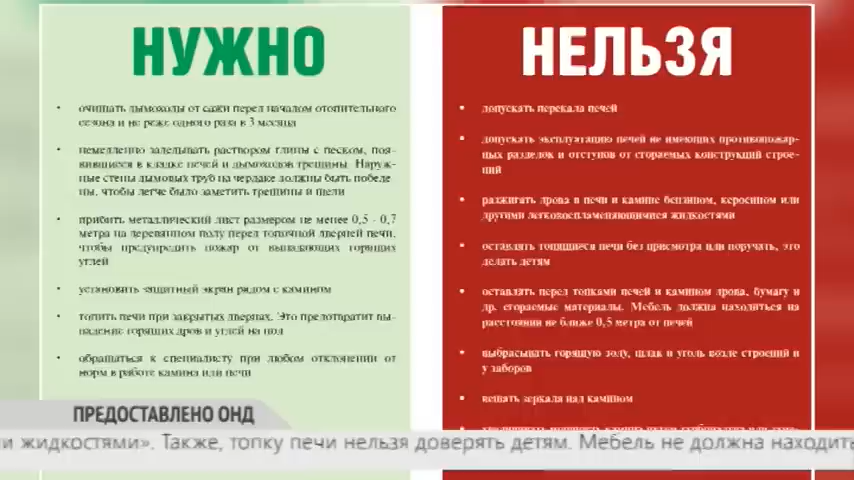 НУЖНО
очищать дымоходы от сажи перед началом отопительного
сезона и не реже одного раза в 3 месяца
немедленно заделывать раствором глины с песком, поя-
вившиеся в кладке печей и дымоходов трещины. Наруж-
ные стены дымовых труб на чердаке должны быть победе
ны, чтобы легче было заметить трещины и щели
прибить металлический лист размером не менее 0,5 - 0,7
метра на деревянном полу перед топочной дверцей печи,
чтобы предупредить пожар от выпадающих горящих
углей
установить защитный экран рядом с камином
топить печи при закрытых дверцах. Это предотвратит вы-
падение горящих дров и углей на пол
обращаться к специалисту при любом отклонении от
норм в работе камина или печи
НЕЛЬЗЯ
допускать перекала печей
допускать эксплуатацию печей не имеющих противопожар-
ных разделок и отступов от сгораемых конструкций строе-
ний
разжигать дрова в печи и камине бензином, керосином или
другими легковоспламеняющимися жидкостями
оставлять топящиеся печи без присмотра или поручать, это
делать детям
оставлять перед топками печей и камином дрова, бумагу и
др. сгораемые материалы. Мебель должна находиться на
расстоянии не ближе 0,5 метра от печей
выбрасывать горящую золу, шлак и уголь возле строений и
у заборов
вешать зеркала над камином
ПРЕДОСТАВЛЕНО ОНД
и жидкостями». Также, топку печи нельзя доверять детям. Мебель не должна находить